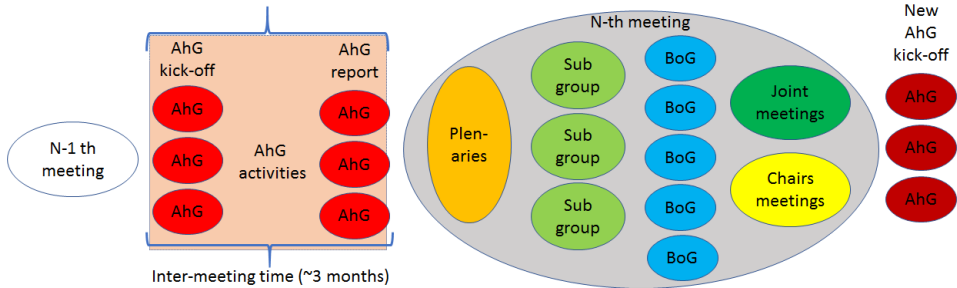 N-1 th
meeting
AhG
kick-off
AhG
AhG
AhG
AhG
activities
AhG
report
AhG
AhG
AhG
Inter-meeting time (~3 months)
N-th meeting
Plen-
aries
Sub
group
Sub
group
Sub
group
BoG
BoG
BoG
BoG
BoG
Joint
meetings
Chairs
meetings
New
AhG
kick-off
AhG
AhG
AhG